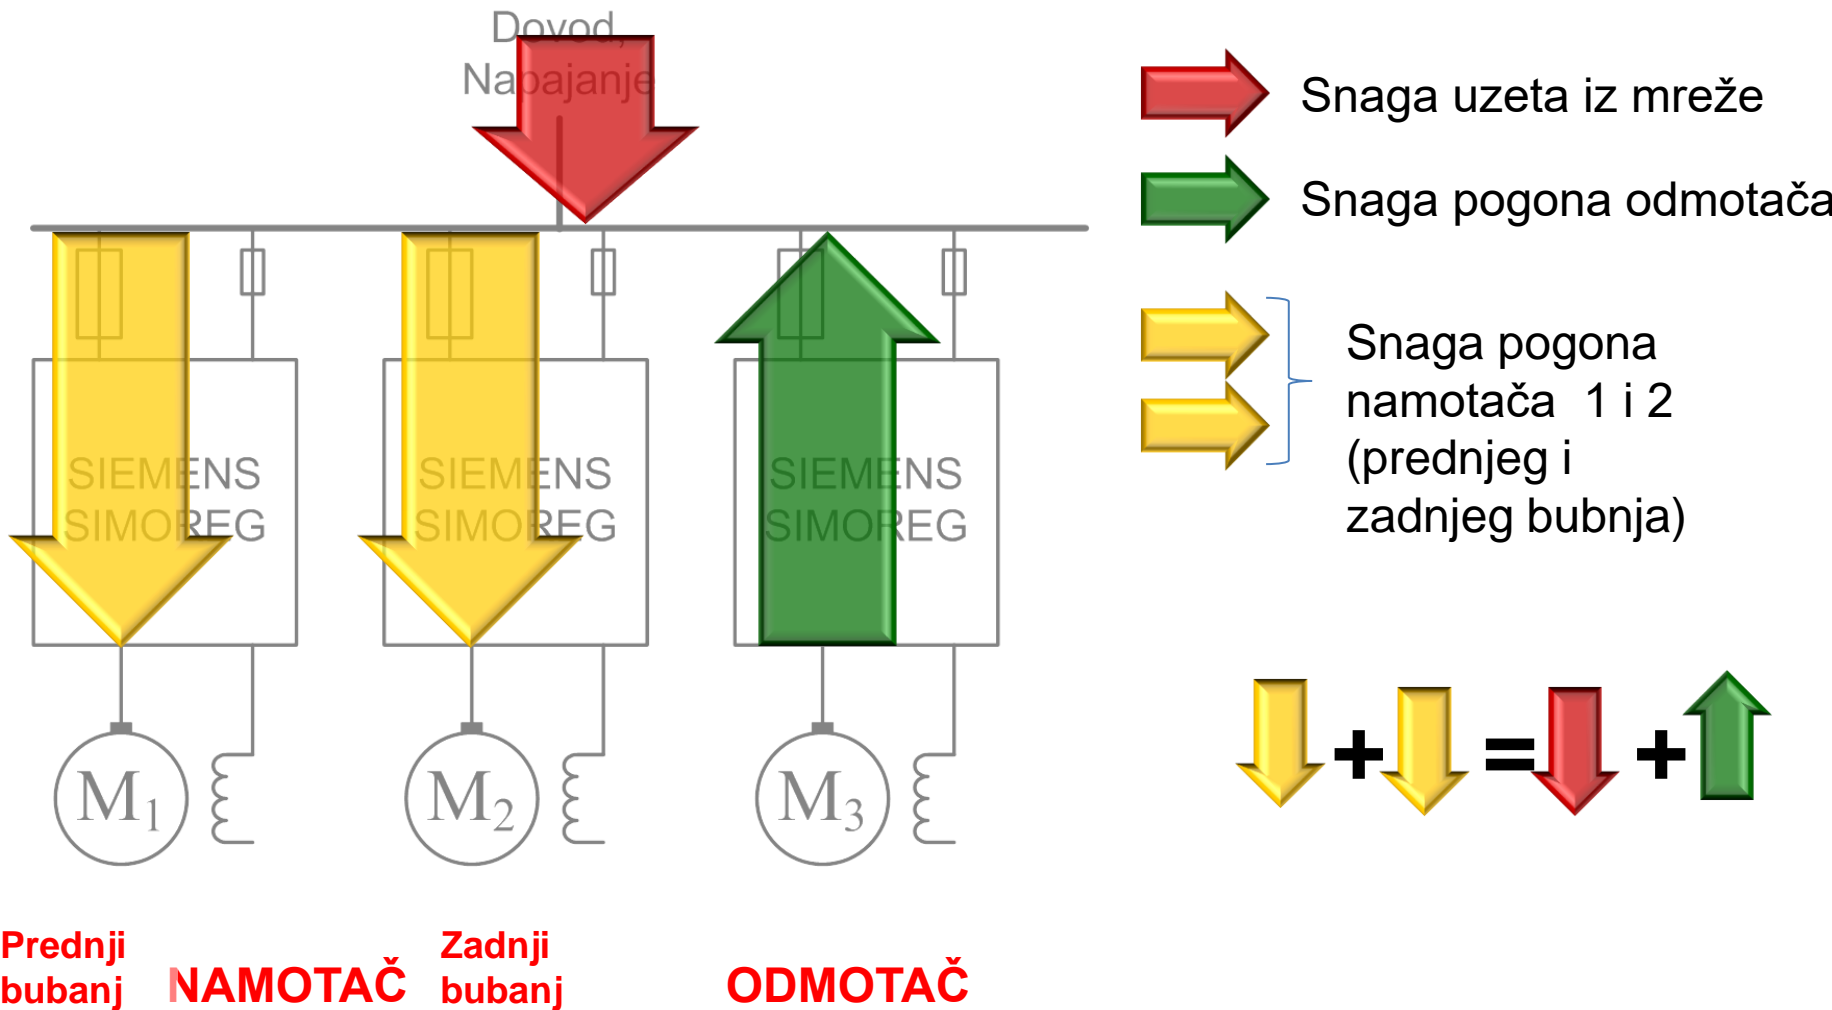 Dovod,
Napajanje
Snaga uzeta iz mreže
Snaga pogona odmotača
Snaga pogona
namotača 1 i 2
(prednjeg i
zadnjeg bubnja)
SIEMENS
SIMOREG
SIEMENS
SIMOREG
SIEMENS
SIMOREG
+ = +
M1
M2
M3
Prednji
bubanj
NAMOTAČ
Zadnji
bubanj
ODMOTAČ